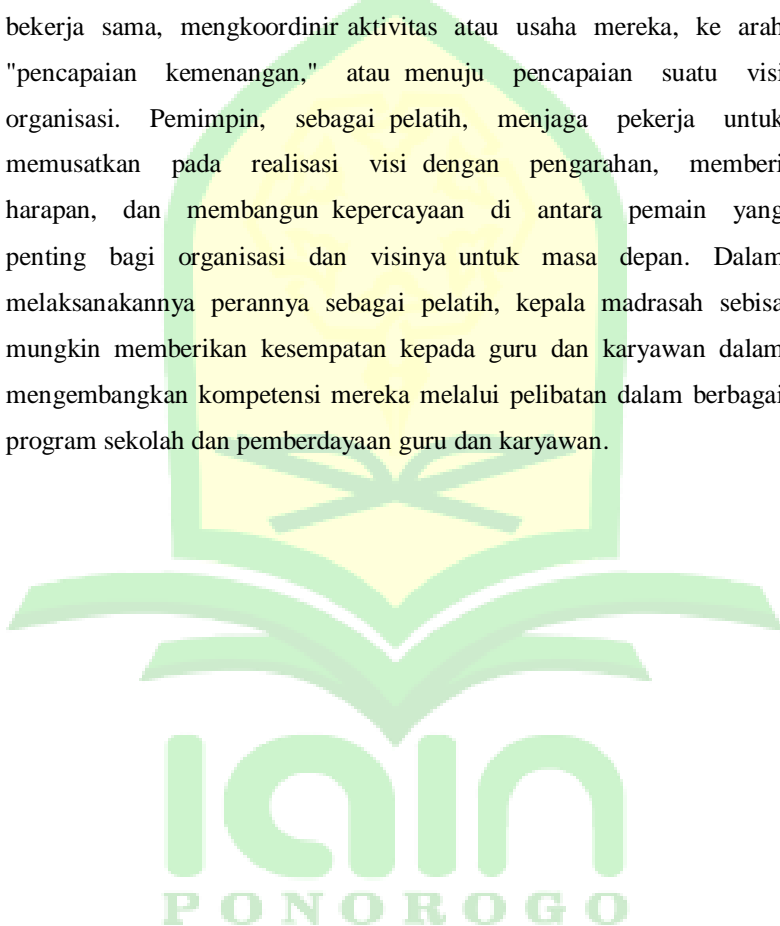 bekerja sama, mengkoordinir aktivitas atau usaha mereka, ke arah
"pencapaian kemenangan," atau menuju pencapaian suatu visi
organisasi. Pemimpin, sebagai pelatih, menjaga pekerja untuk
memusatkan pada realisasi visi dengan pengarahan, memberi
harapan, dan membangun kepercayaan di antara pemain yang
penting bagi organisasi dan visinya untuk masa depan. Dalam
melaksanakannya perannya sebagai pelatih, kepala madrasah sebisa
mungkin memberikan kesempatan kepada guru dan karyawan dalam
mengembangkan kompetensi mereka melalui pelibatan dalam berbagai
program sekolah dan pemberdayaan guru dan karyawan.
iain
PONOROGO